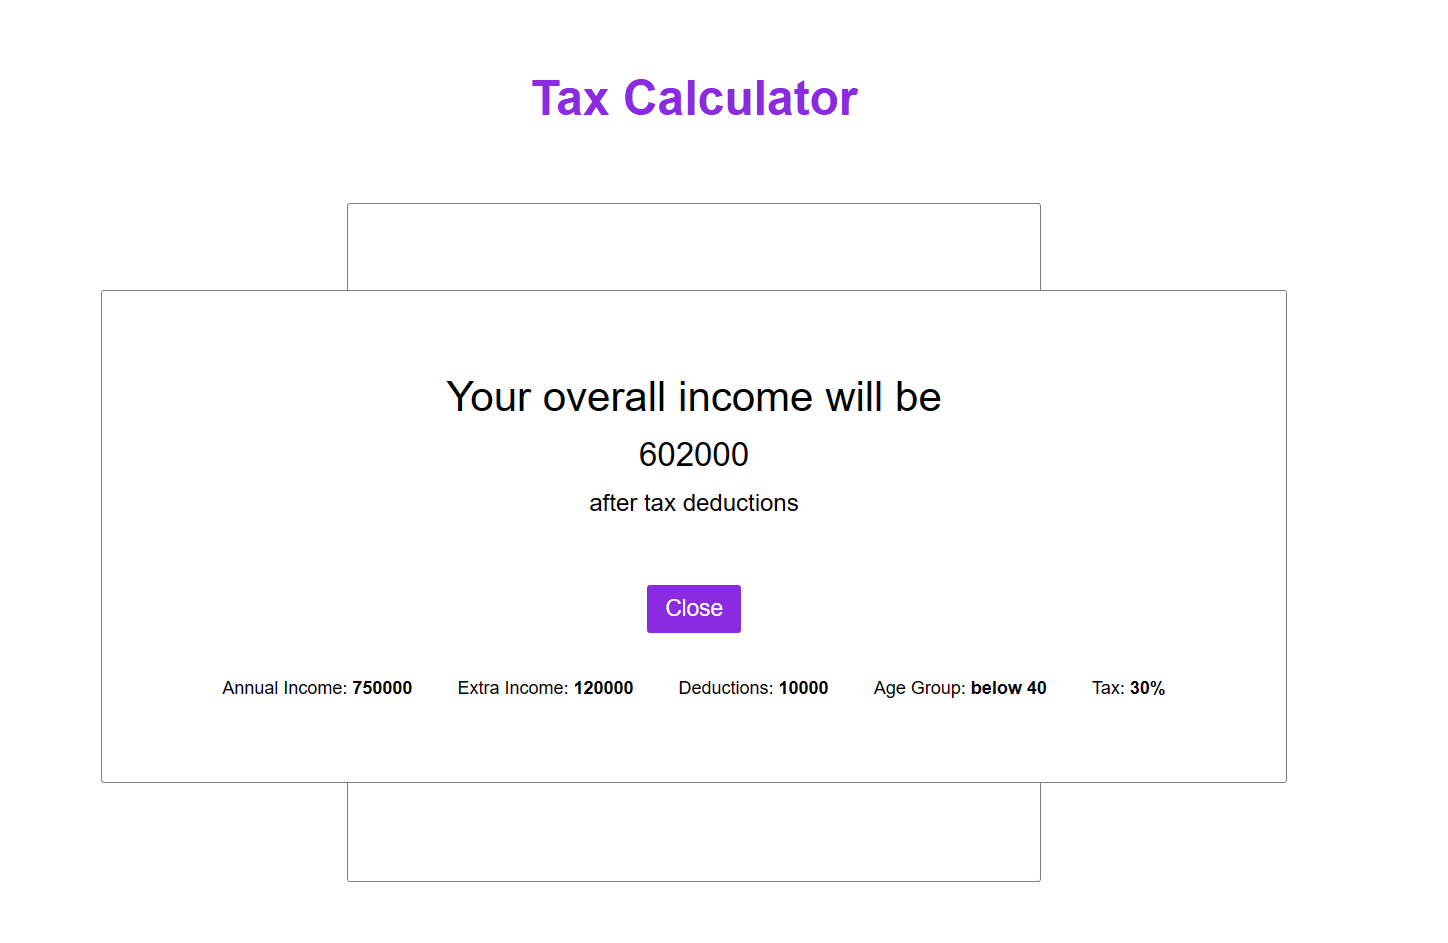 Tax Calculator
Your overall income will be
602000
after tax deductions
Close
Annual Income: 750000 Extra Income: 120000 Deductions: 10000 Age Group: below 40 Tax: 30%